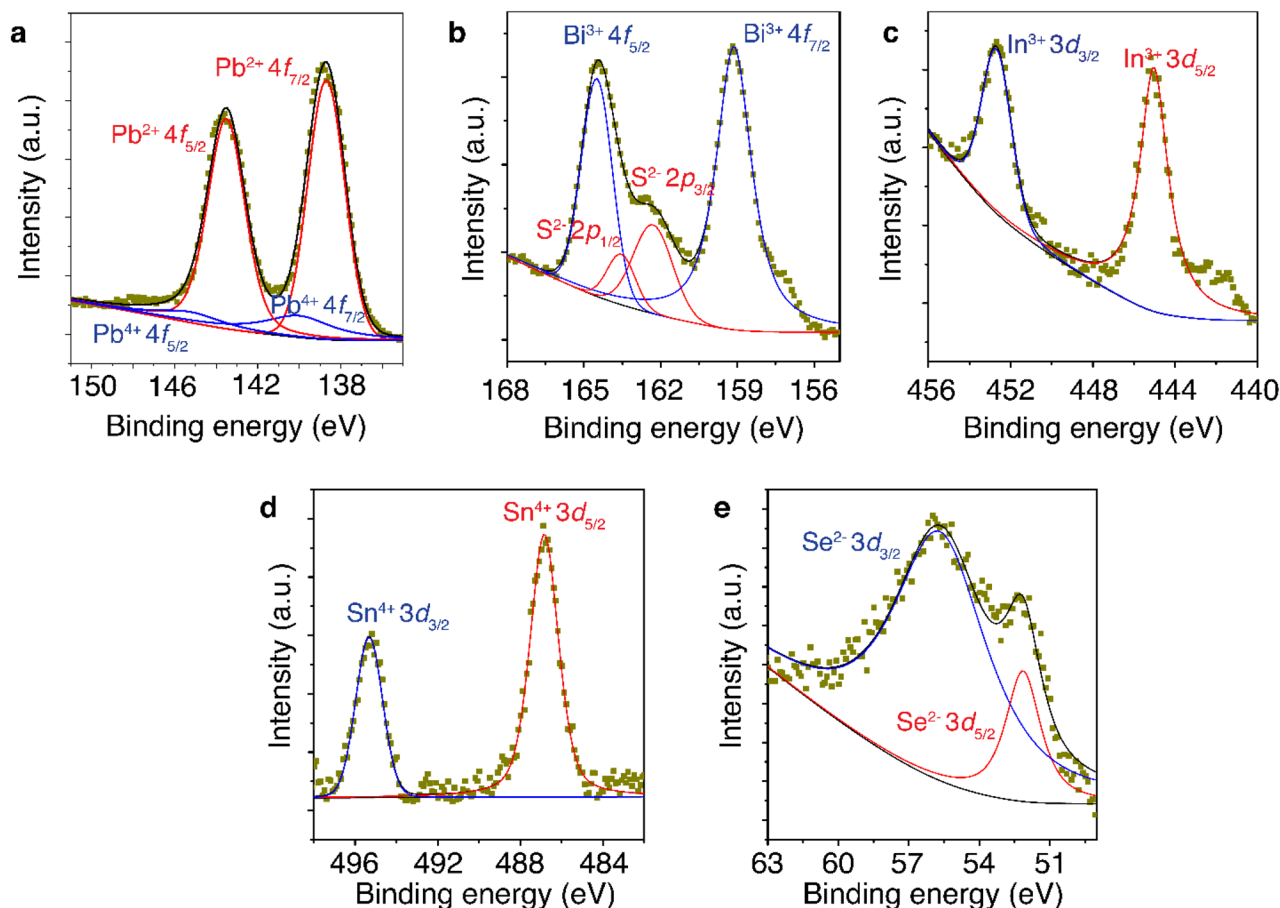 a
Pb²⁺ 4f₇/₂
Pb²⁺ 4f₅/₂
Pb⁴⁺ 4f₇/₂
Pb⁴⁺ 4f₅/₂
Intensity (a.u.)
150 146 142 138
Binding energy (eV)
b
Bi³⁺ 4f₅/₂
Bi³⁺ 4f₇/₂
S²⁻ 2p₃/₂
S²⁻ 2p₁/₂
Intensity (a.u.)
168 165 162 159 156
Binding energy (eV)
c
In³⁺ 3d₃/₂
In³⁺ 3d₅/₂
Intensity (a.u.)
456 452 448 444 440
Binding energy (eV)
d
Sn⁴⁺ 3d₅/₂
Sn⁴⁺ 3d₃/₂
Intensity (a.u.)
496 492 488 484
Binding energy (eV)
e
Se²⁻ 3d₃/₂
Se²⁻ 3d₅/₂
Intensity (a.u.)
63 60 57 54 51
Binding energy (eV)